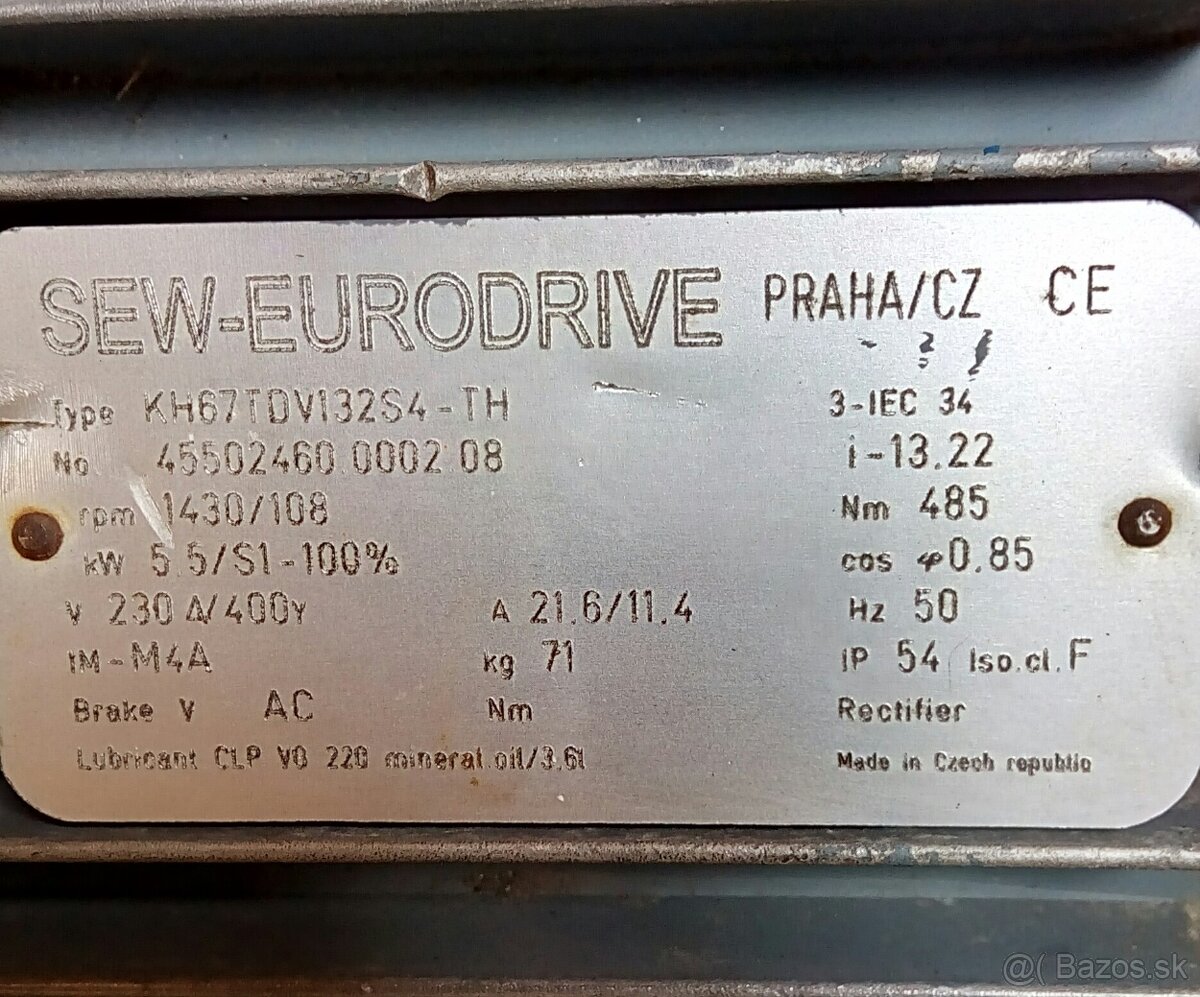 SEW-EURODRIVE PRAHA/CZ CE
Type KH67TDV132S4-TH 3-IEC 34
No 45502460.0002.08 i-13.22
rpm 1430/108 Nm 485
kW 5.5/S1-100% cos φ0.85
V 230Δ/400Y A 21.6/11.4 Hz 50
IM-M4A kg 71 IP 54 Iso.cl.F
Brake V AC Nm Rectifier
Lubricant CLP VG 220 mineral.oil/3.6l Made in Czech republic
@( Bazos.sk